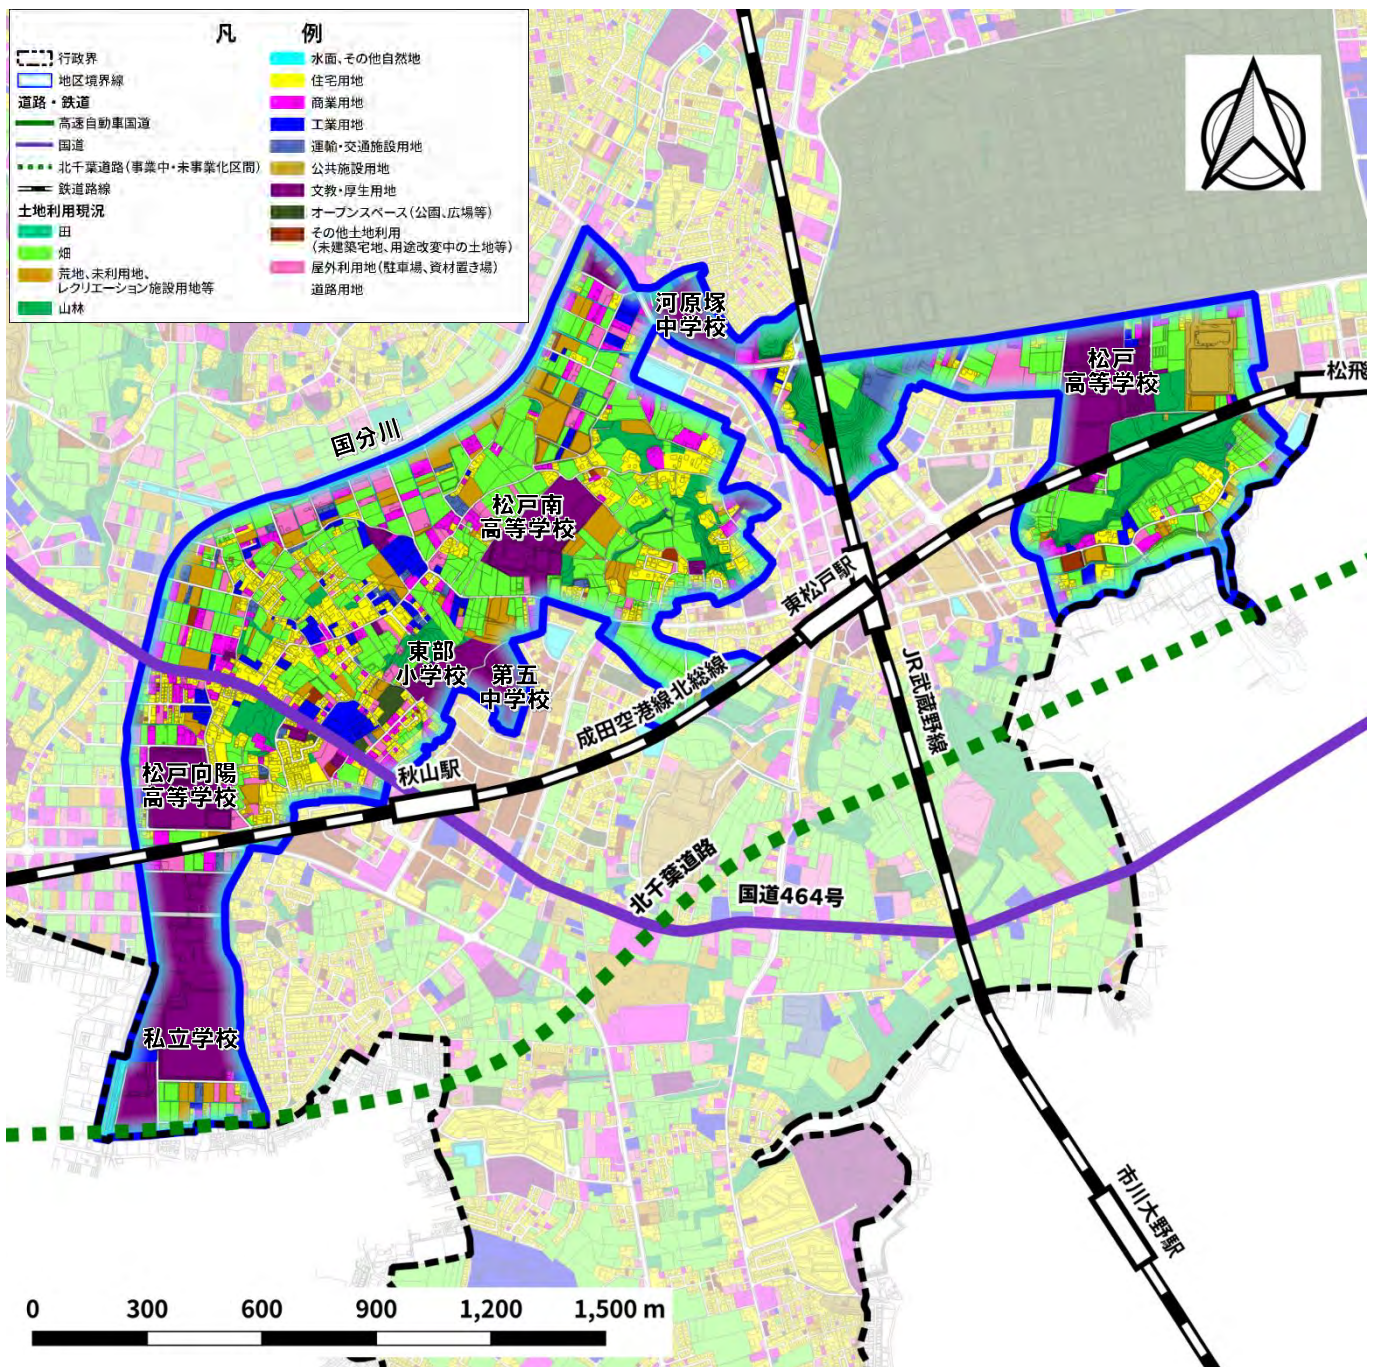 凡 例
行政界
地区境界線
道路・鉄道
高速自動車国道
国道
北千葉道路(事業中・未事業化区間)
鉄道路線
土地利用現況
田
畑
荒地、未利用地、
レクリエーション施設用地等
山林
水面、その他自然地
住宅用地
商業用地
工業用地
運輸・交通施設用地
公共施設用地
文教・厚生用地
オープンスペース(公園、広場等)
その他土地利用
(未建築宅地、用途改変中の土地等)
屋外利用地(駐車場、資材置き場)
道路用地
河原塚
中学校
松戸
高等学校
松飛
国分川
松戸南
高等学校
東松戸駅
東部
小学校
第五
中学校
JR武蔵野線
成田空港線・北総線
松戸向陽
高等学校
秋山駅
北千葉道路
国道464号
私立学校
市川大野駅
0 300 600 900 1,200 1,500 m